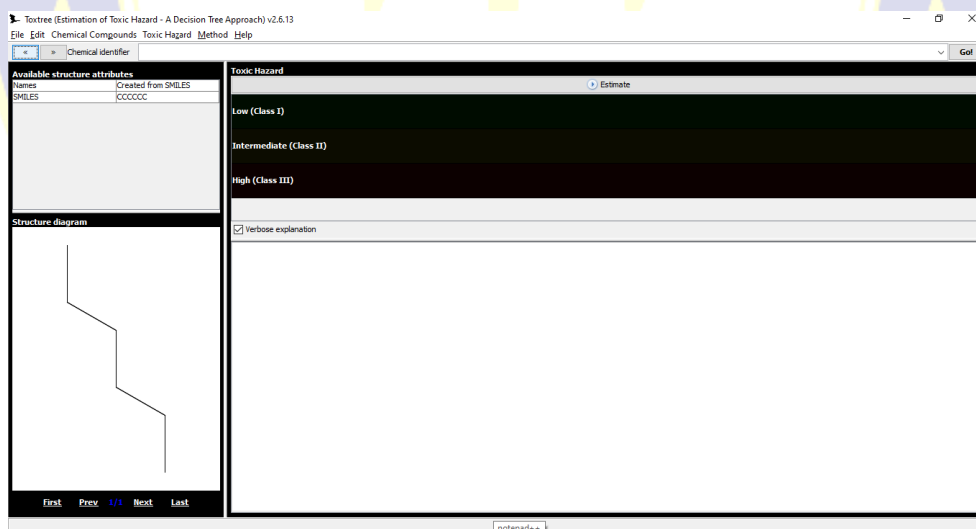 Toxtree (Estimation of Toxic Hazard - A Decision Tree Approach) v2.6.13
File Edit Chemical Compounds Toxic Hazard Method Help
« » Chemical identifier Go!
Available structure attributes
Names Created from SMILES
SMILES CCCCCC
Structure diagram
First Prev 1/1 Next Last
Toxic Hazard
Estimate
Low (Class I)
Intermediate (Class II)
High (Class III)
Verbose explanation
notepad++